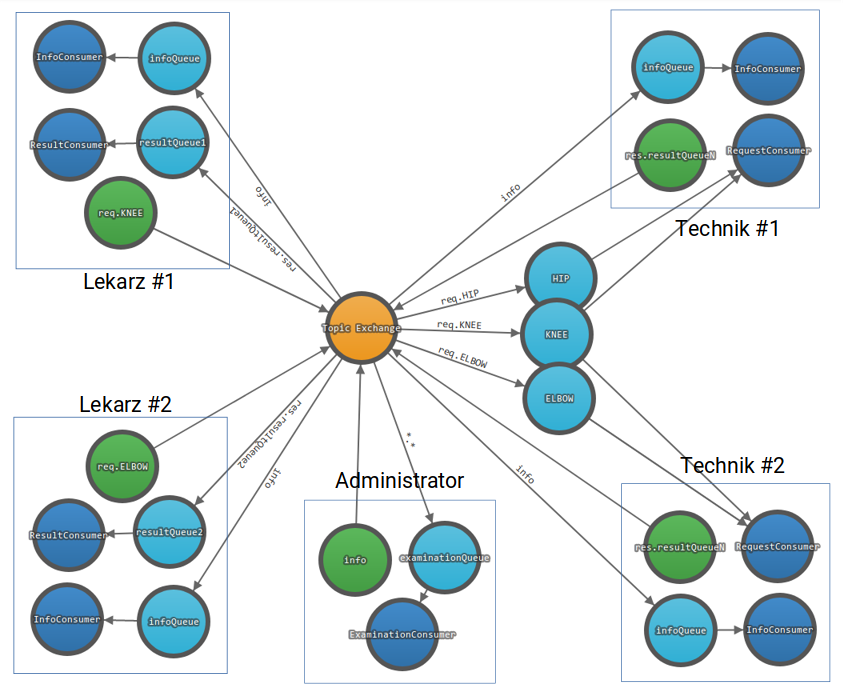 InfoConsumer
infoQueue
ResultConsumer
resultQueue1
req.KNEE
Lekarz #1
infoQueue
InfoConsumer
res.resultQueueN
RequestConsumer
Technik #1
info
res.resultQueue1
info
HIP
KNEE
ELBOW
req.HIP
req.KNEE
req.ELBOW
Topic Exchange
Lekarz #2
req.ELBOW
ResultConsumer
resultQueue2
InfoConsumer
infoQueue
res.resultQueue2
info
*.*
info
Administrator
info
examinationQueue
ExaminationConsumer
Technik #2
res.resultQueueN
RequestConsumer
infoQueue
InfoConsumer